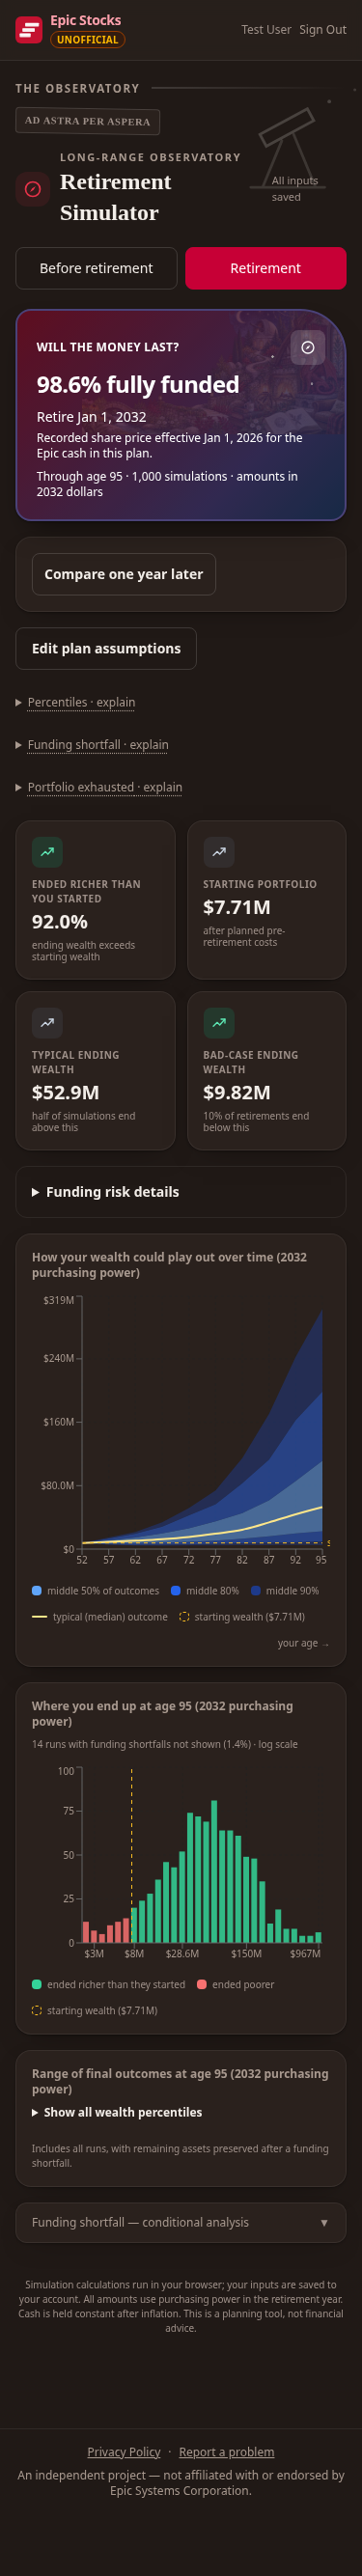 Epic Stocks
UNOFFICIAL
Test User Sign Out
THE OBSERVATORY
AD ASTRA PER ASPERA
LONG-RANGE OBSERVATORY
Retirement
Simulator
All inputs
saved
Before retirement
Retirement
WILL THE MONEY LAST?
98.6% fully funded
Retire Jan 1, 2032
Recorded share price effective Jan 1, 2026 for the
Epic cash in this plan.
Through age 95 · 1,000 simulations · amounts in
2032 dollars
Compare one year later
Edit plan assumptions
Percentiles · explain
Funding shortfall · explain
Portfolio exhausted · explain
ENDED RICHER THAN
YOU STARTED
92.0%
ending wealth exceeds
starting wealth
STARTING PORTFOLIO
$7.71M
after planned pre-
retirement costs
TYPICAL ENDING
WEALTH
$52.9M
half of simulations end
above this
BAD-CASE ENDING
WEALTH
$9.82M
10% of retirements end
below this
Funding risk details
How your wealth could play out over time (2032
purchasing power)
$319M
$240M
$160M
$80.0M
$0
52 57 62 67 72 77 82 87 92 95
middle 50% of outcomes middle 80% middle 90%
typical (median) outcome starting wealth ($7.71M)
your age →
Where you end up at age 95 (2032 purchasing
power)
14 runs with funding shortfalls not shown (1.4%) · log scale
100
75
50
25
0
$3M $8M $28.6M $150M $967M
ended richer than they started ended poorer
starting wealth ($7.71M)
Range of final outcomes at age 95 (2032 purchasing
power)
Show all wealth percentiles
Includes all runs, with remaining assets preserved after a funding
shortfall.
Funding shortfall — conditional analysis
Simulation calculations run in your browser; your inputs are saved to
your account. All amounts use purchasing power in the retirement year.
Cash is held constant after inflation. This is a planning tool, not financial
advice.
Privacy Policy · Report a problem
An independent project — not affiliated with or endorsed by
Epic Systems Corporation.